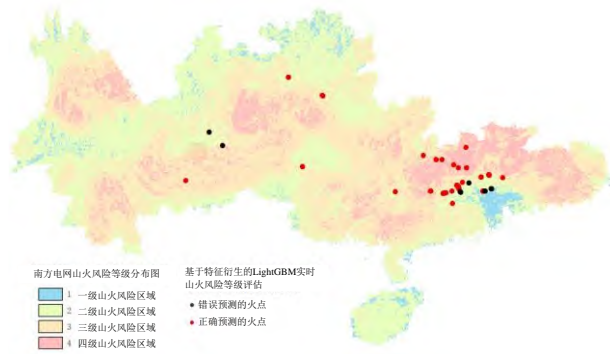 南方电网山火风险等级分布图
1 一级山火风险区域
2 二级山火风险区域
3 三级山火风险区域
4 四级山火风险区域
基于特征衍生的LightGBM实时
山火风险等级评估
错误预测的火点
正确预测的火点